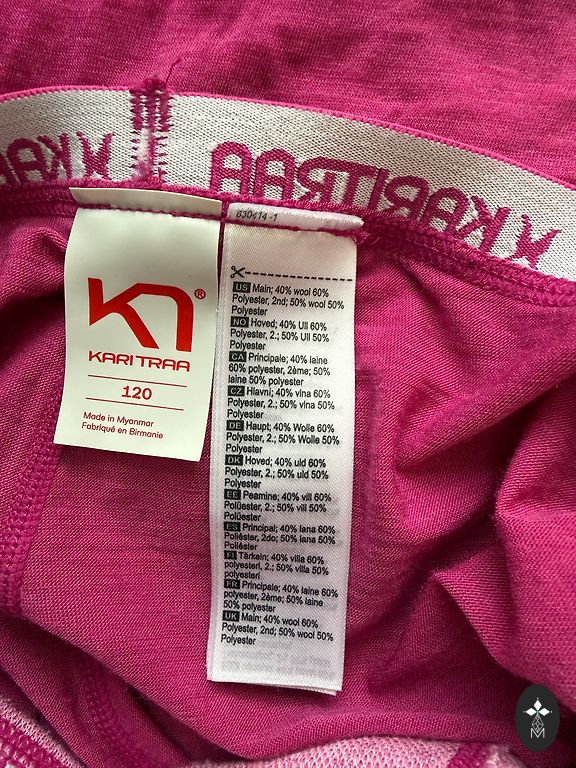 KARITRAA
630414 -1
KARI TRAA
120
Made in Myanmar
Fabriqué en Birmanie
US Main; 40% wool 60%
Polyester, 2nd; 50% wool 50%
Polyester
NO Hoved; 40% Ull 60%
Polyester, 2.; 50% Ull 50%
Polyester
CA Principale; 40% laine
60% polyester, 2ème; 50%
laine 50% polyester
CZ Hlavní; 40% vlna 60%
Polyester, 2.; 50% vlna 50%
Polyester
DE Haupt; 40% Wolle 60%
Polyester, 2.; 50% Wolle 50%
Polyester
DK Hoved; 40% uld 60%
Polyester, 2.; 50% uld 50%
Polyester
EE Peamine; 40% vill 60%
Polüester, 2.; 50% vill 50%
Polüester
ES Principal; 40% lana 60%
Poliéster, 2do; 50% lana 50%
Poliéster
FI Tärkein; 40% villa 60%
polyesteri, 2.; 50% villa 50%
polyesteri
FR Principale; 40% laine 60%
polyester, 2ème; 50% laine
50% polyester
UK Main; 40% wool 60%
Polyester, 2nd; 50% wool 50%
Polyester